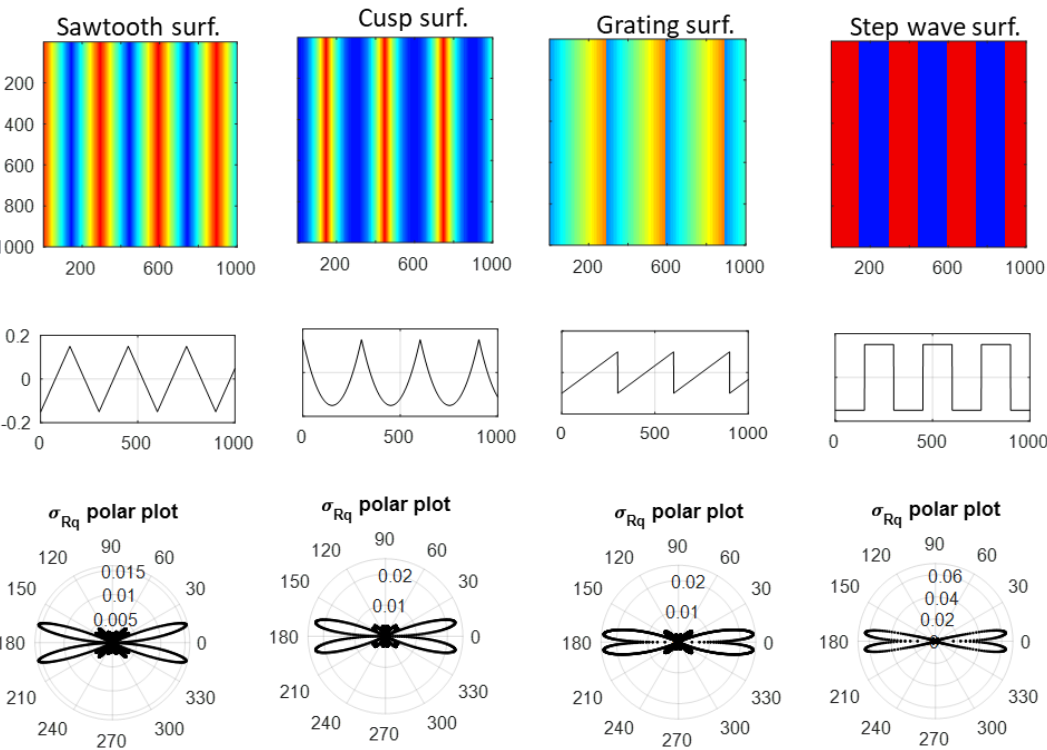 Sawtooth surf.
Cusp surf.
Grating surf.
Step wave surf.
200
400
600
800
1000
200 600 1000
200 600 1000
200 600 1000
200 600 1000
0.2
0
-0.2
0 500 1000
0 500 1000
0 500 1000
0 500 1000
σRq polar plot
90
120 60
0.015
150 0.01 30
0.005
180 0
210 330
240 300
270
σRq polar plot
90
120 60
0.02
150 30
0.01
180 0
210 330
240 300
270
σRq polar plot
90
120 60
0.02
150 30
0.01
180 0
210 330
240 300
270
σRq polar plot
90
120 60
0.06
150 0.04 30
0.02
180 0 0
210 330
240 300
270